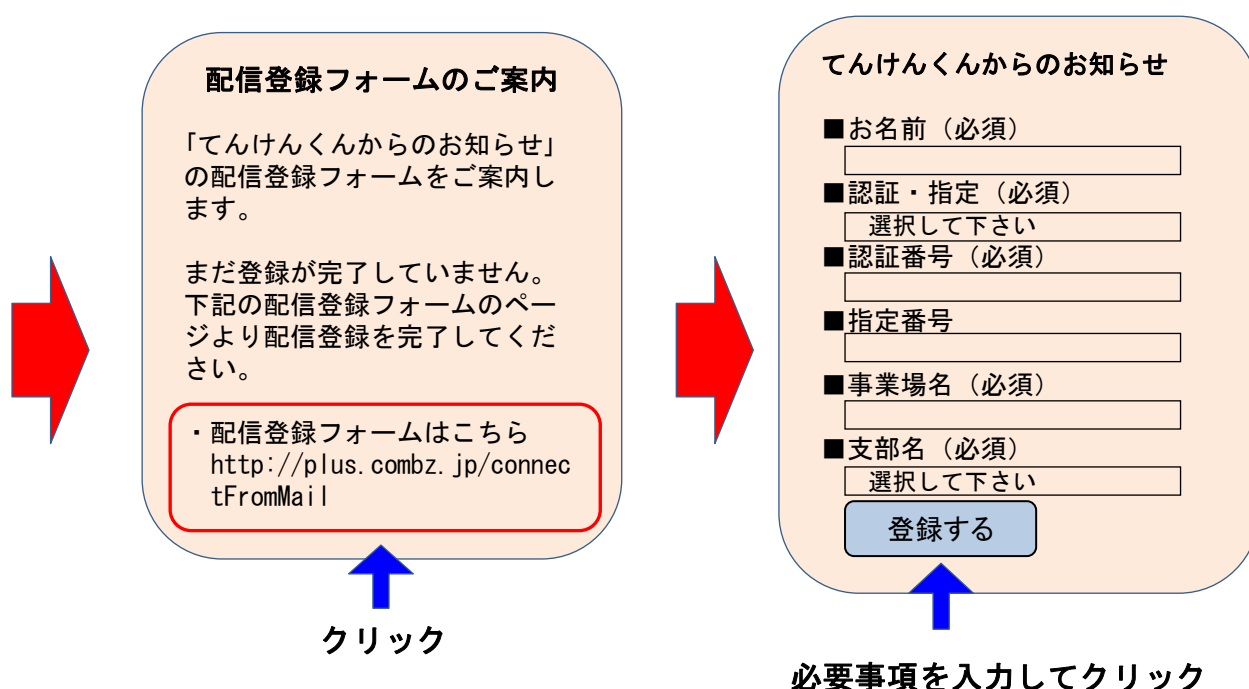 配信登録フォームのご案内
「てんけんくんからのお知らせ」
の配信登録フォームをご案内し
ます。
まだ登録が完了していません。
下記の配信登録フォームのペー
ジより配信登録を完了してくだ
さい。
・配信登録フォームはこちら
http://plus.combz.jp/connec
tFromMail
クリック
てんけんくんからのお知らせ
■お名前（必須）
■認証・指定（必須）
選択して下さい
■認証番号（必須）
■指定番号
■事業場名（必須）
■支部名（必須）
選択して下さい
登録する
必要事項を入力してクリック